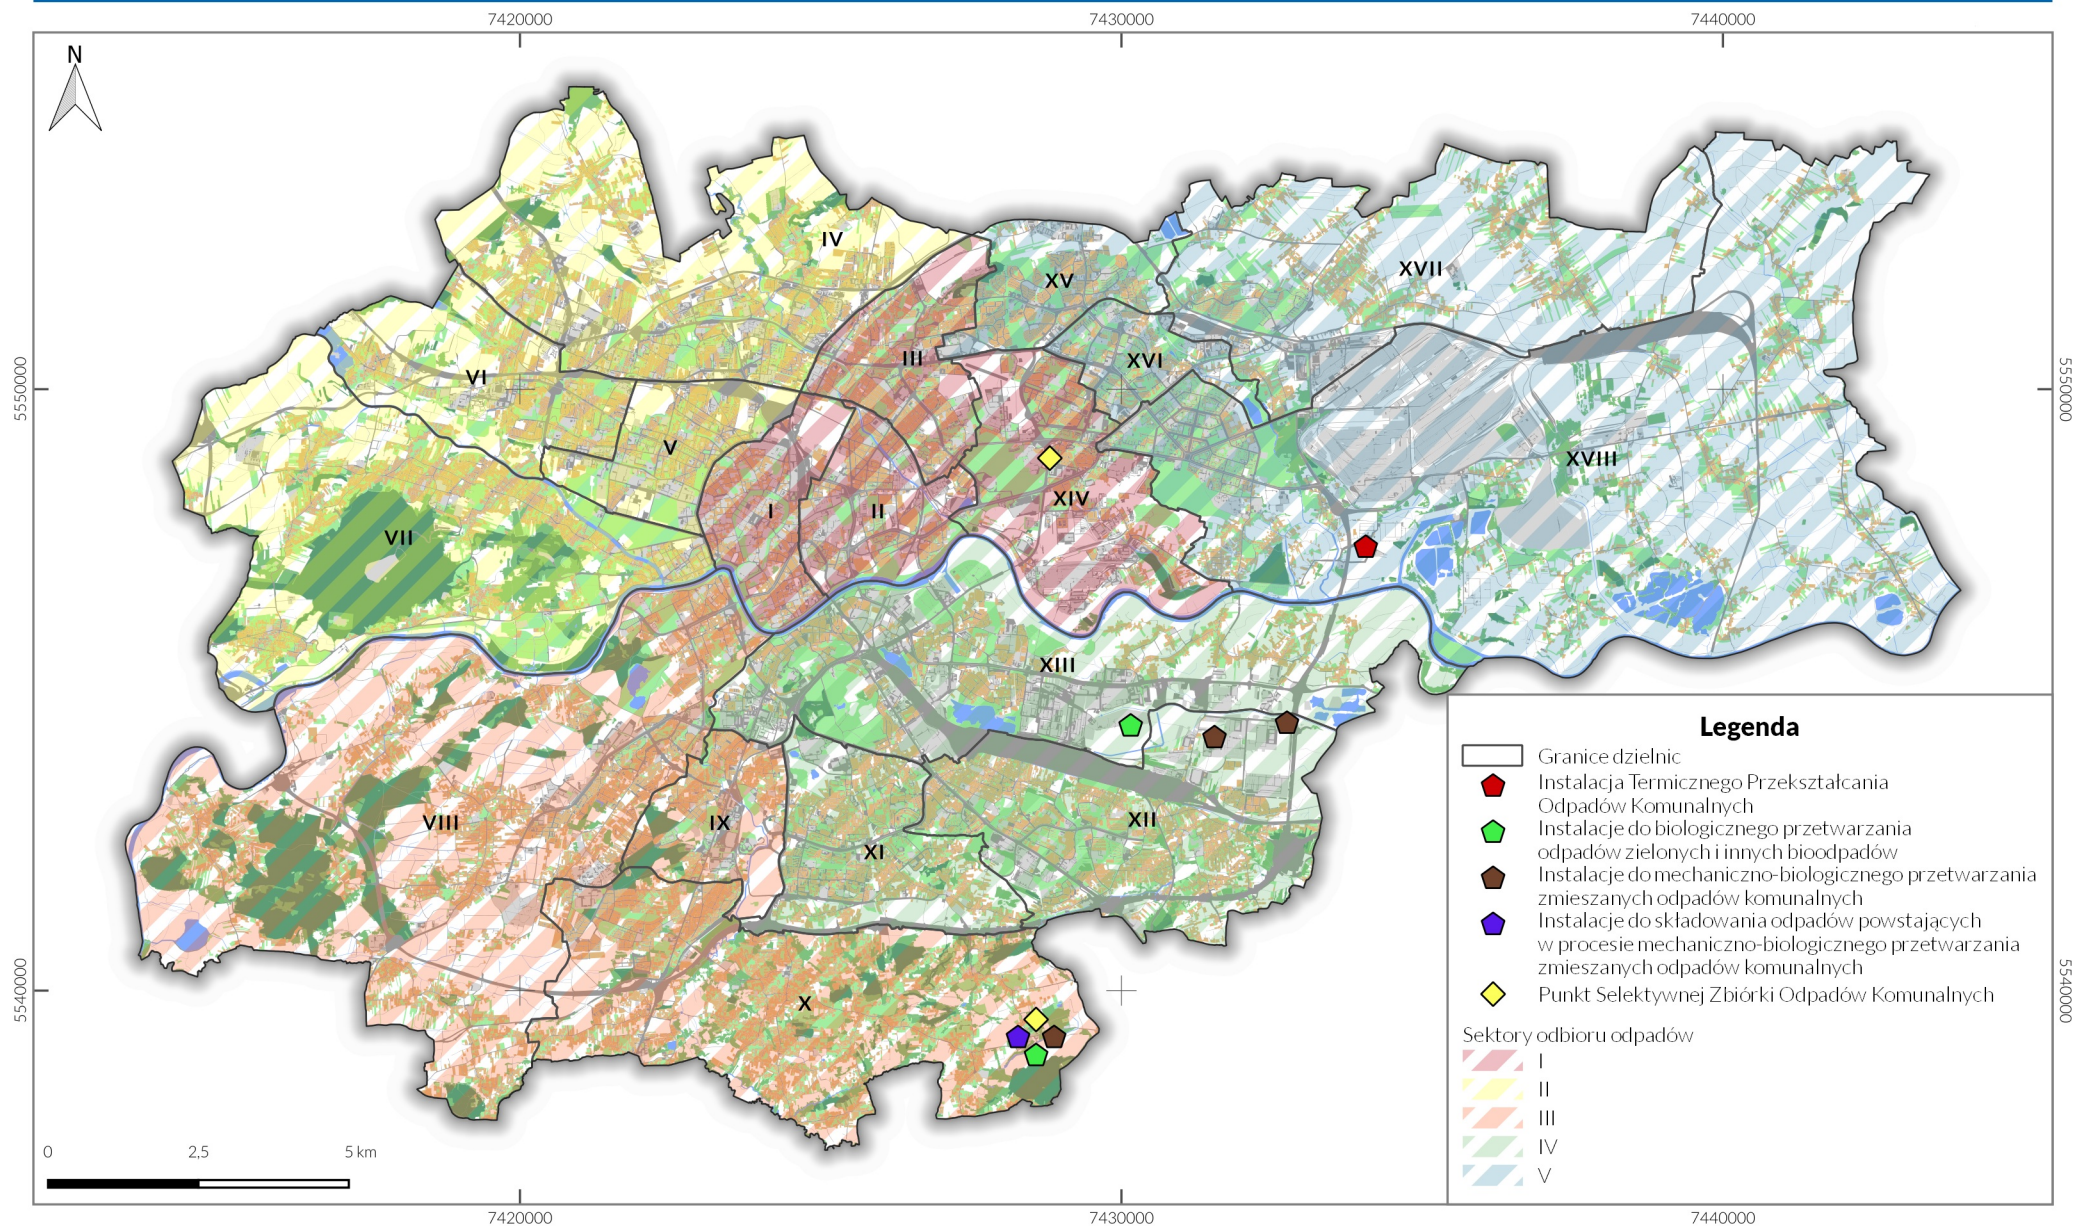 7420000 7430000 7440000
N
IV
XV
XVII
5550000 5550000
III
XVI
VI
V
XVIII
XIV
I II
VII
XIII
Legenda
Granice dzielnic
Instalacja Termicznego Przekształcania
Odpadów Komunalnych
Instalacje do biologicznego przetwarzania
odpadów zielonych i innych bioodpadów
Instalacje do mechaniczno-biologicznego przetwarzania
zmieszanych odpadów komunalnych
Instalacje do składowania odpadów powstających
w procesie mechaniczno-biologicznego przetwarzania
zmieszanych odpadów komunalnych
Punkt Selektywnej Zbiórki Odpadów Komunalnych
Sektory odbioru odpadów
I
II
III
IV
V
VIII IX XII
XI
5540000 5540000
X
0 2,5 5 km
7420000 7430000 7440000